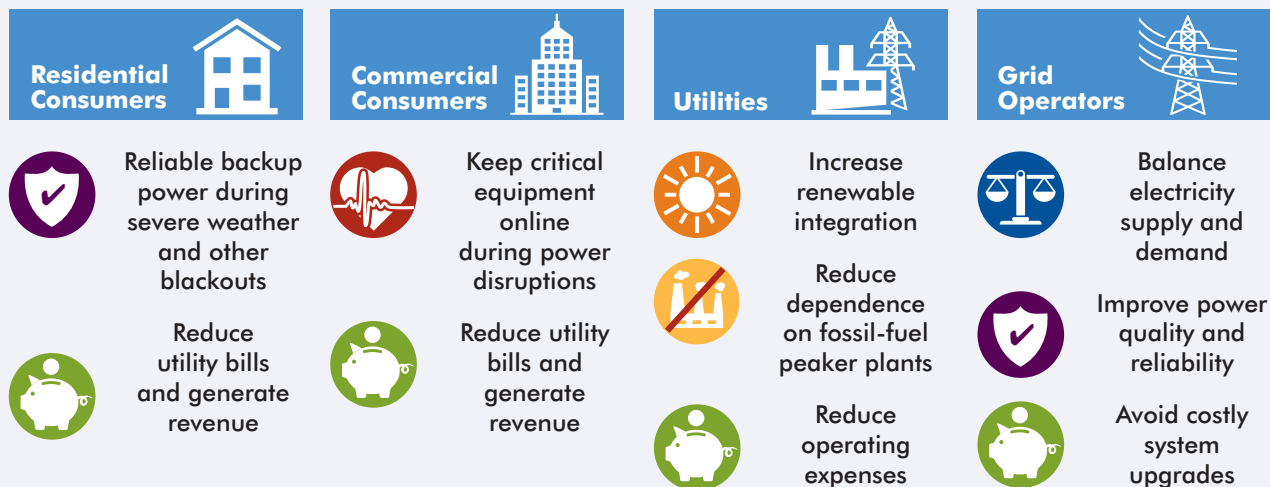 Residential
Consumers
Reliable backup
power during
severe weather
and other
blackouts
Reduce
utility bills
and generate
revenue
Commercial
Consumers
Keep critical
equipment
online
during power
disruptions
Reduce utility
bills and
generate
revenue
Utilities
Increase
renewable
integration
Reduce
dependence
on fossil-fuel
peaker plants
Reduce
operating
expenses
Grid
Operators
Balance
electricity
supply and
demand
Improve power
quality and
reliability
Avoid costly
system
upgrades